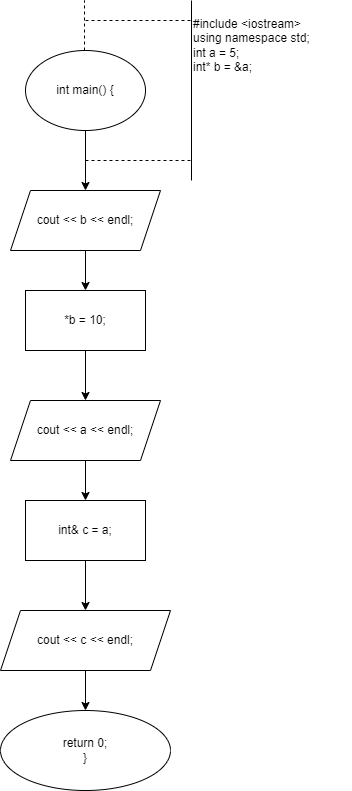 #include <iostream>
using namespace std;
int a = 5;
int* b = &a;
int main() {
cout << b << endl;
*b = 10;
cout << a << endl;
int& c = a;
cout << c << endl;
return 0;
}